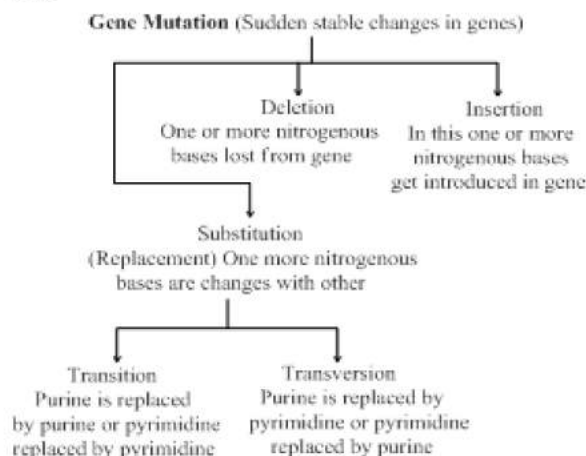 Gene Mutation (Sudden stable changes in genes)
Deletion
One or more nitrogenous
bases lost from gene
Insertion
In this one or more
nitrogenous bases
get introduced in gene
Substitution
(Replacement) One more nitrogenous
bases are changes with other
Transition
Purine is replaced
by purine or pyrimidine
replaced by pyrimidine
Transversion
Purine is replaced by
pyrimidine or pyrimidine
replaced by purine